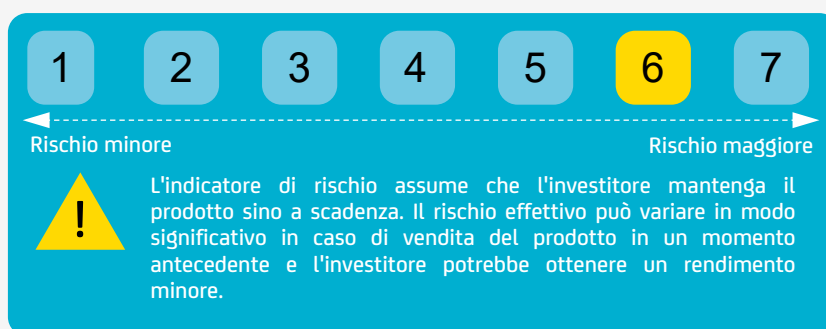 1 2 3 4 5 6 7
Rischio minore Rischio maggiore
!
L'indicatore di rischio assume che l'investitore mantenga il
prodotto sino a scadenza. Il rischio effettivo può variare in modo
significativo in caso di vendita del prodotto in un momento
antecedente e l'investitore potrebbe ottenere un rendimento
minore.